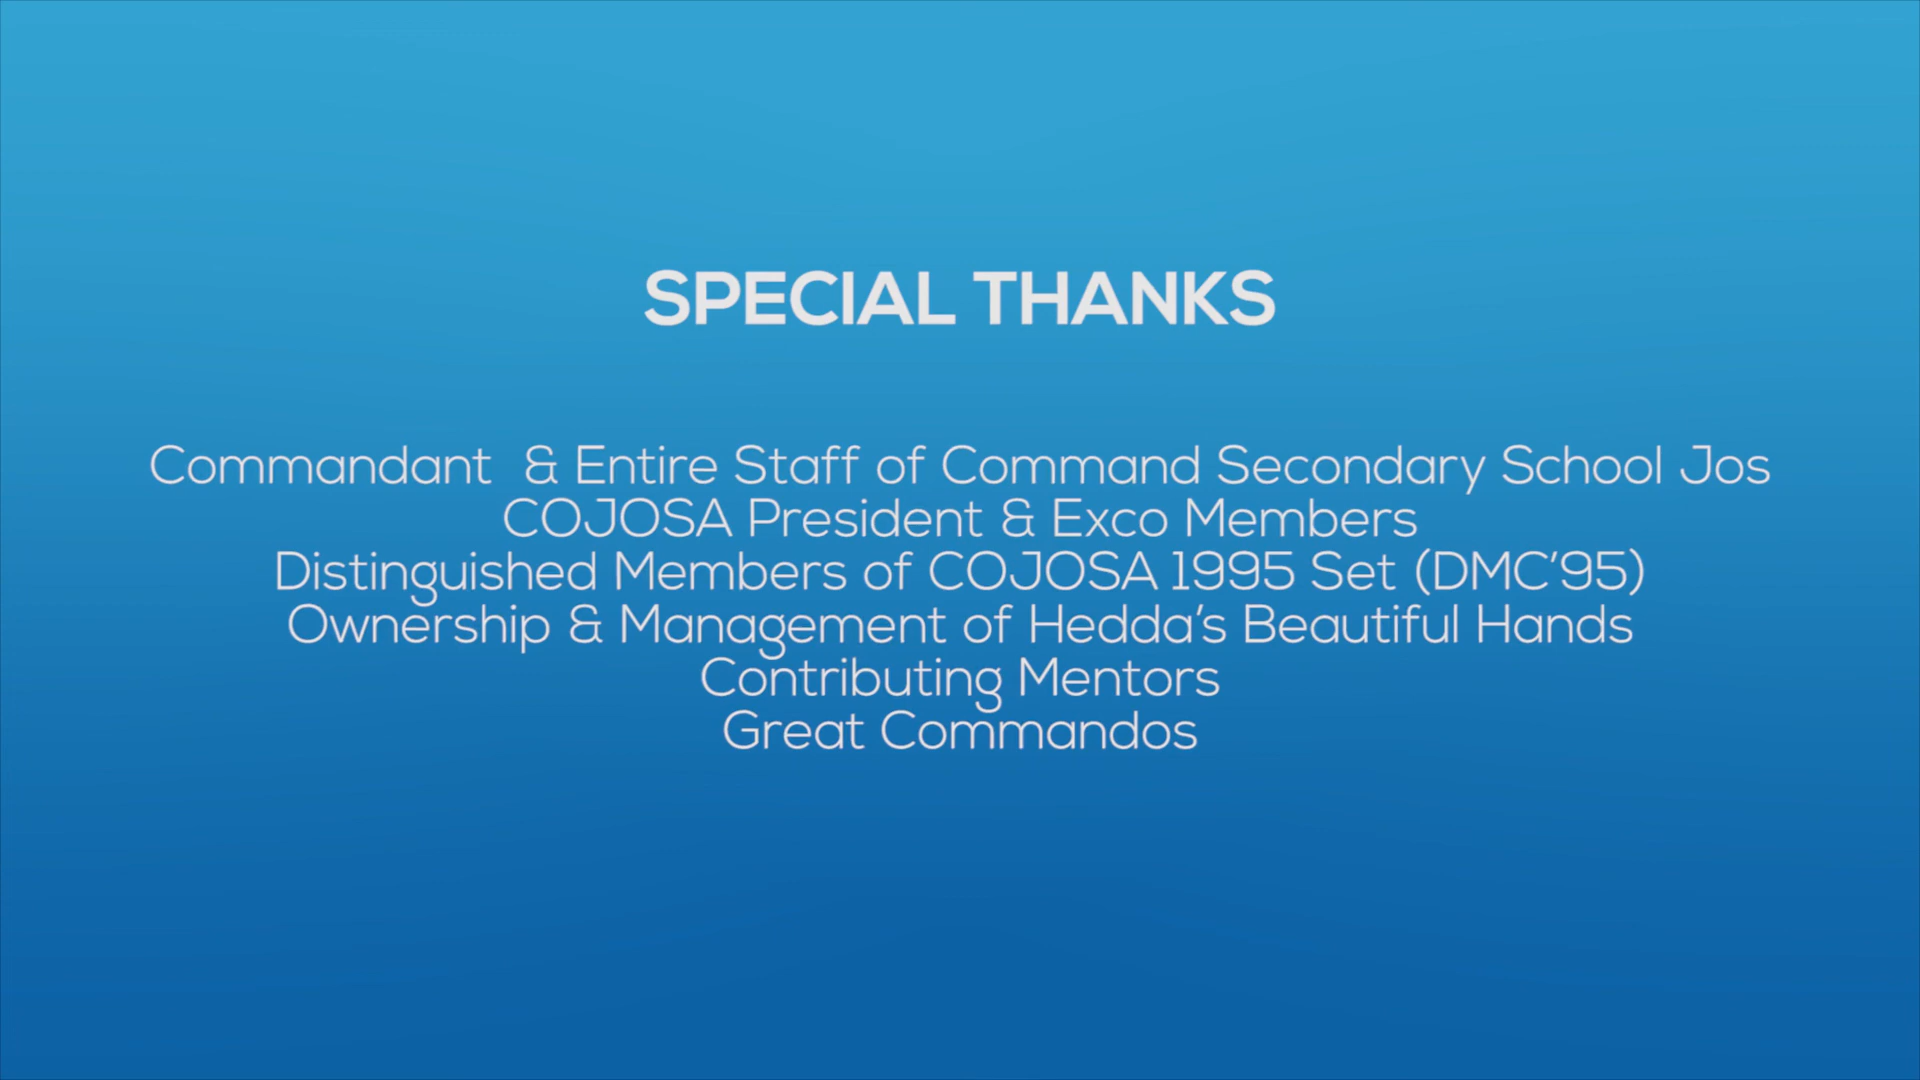 SPECIAL THANKS
Commandant & Entire Staff of Command Secondary School Jos
COJOSA President & Exco Members
Distinguished Members of COJOSA 1995 Set (DMC’95)
Ownership & Management of Hedda’s Beautiful Hands
Contributing Mentors
Great Commandos